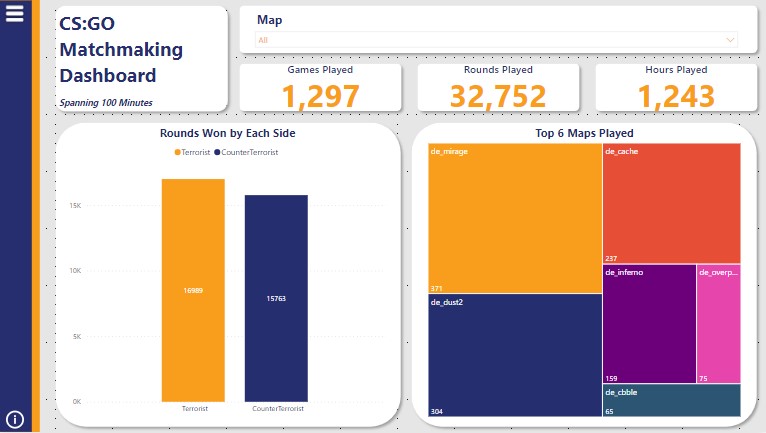 CS:GO
Matchmaking
Dashboard
Spanning 100 Minutes
Map
All
Games Played
1,297
Rounds Played
32,752
Hours Played
1,243
Rounds Won by Each Side
Terrorist CounterTerrorist
15K
10K
5K
0K
16989
15763
Terrorist
CounterTerrorist
Top 6 Maps Played
de_mirage
371
de_cache
237
de_dust2
304
de_inferno
159
de_overp...
75
de_cbble
65